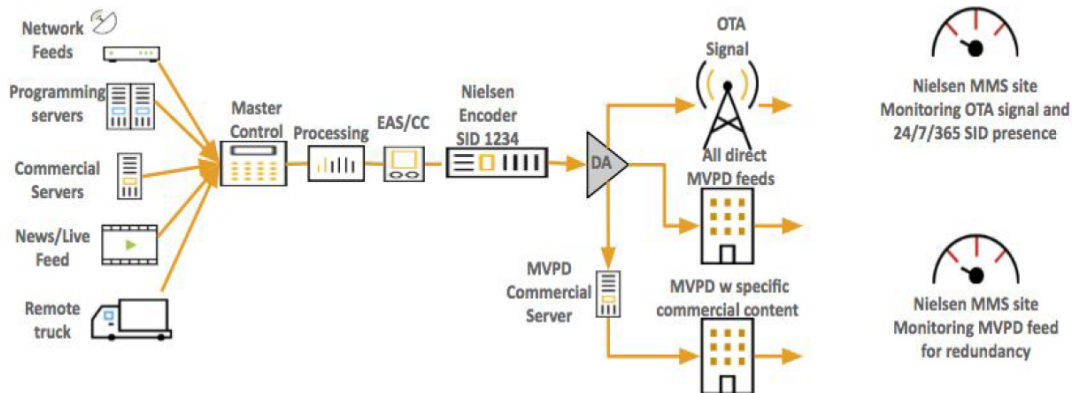 Network
Feeds
Programming
servers
Commercial
Servers
News/Live
Feed
Remote
truck
Master
Control
Processing
EAS/CC
Nielsen
Encoder
SID 1234
DA
OTA
Signal
All direct
MVPD feeds
MVPD
Commercial
Server
MVPD w specific
commercial content
Nielsen MMS site
Monitoring OTA signal and
24/7/365 SID presence
Nielsen MMS site
Monitoring MVPD feed
for redundancy